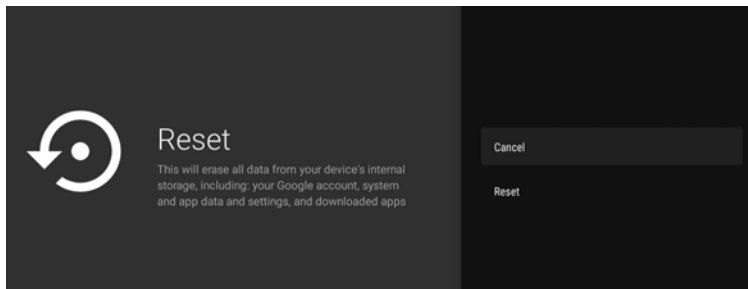 Reset
This will erase all data from your device's internal
storage, including: your Google account, system
and app data and settings, and downloaded apps
Cancel
Reset